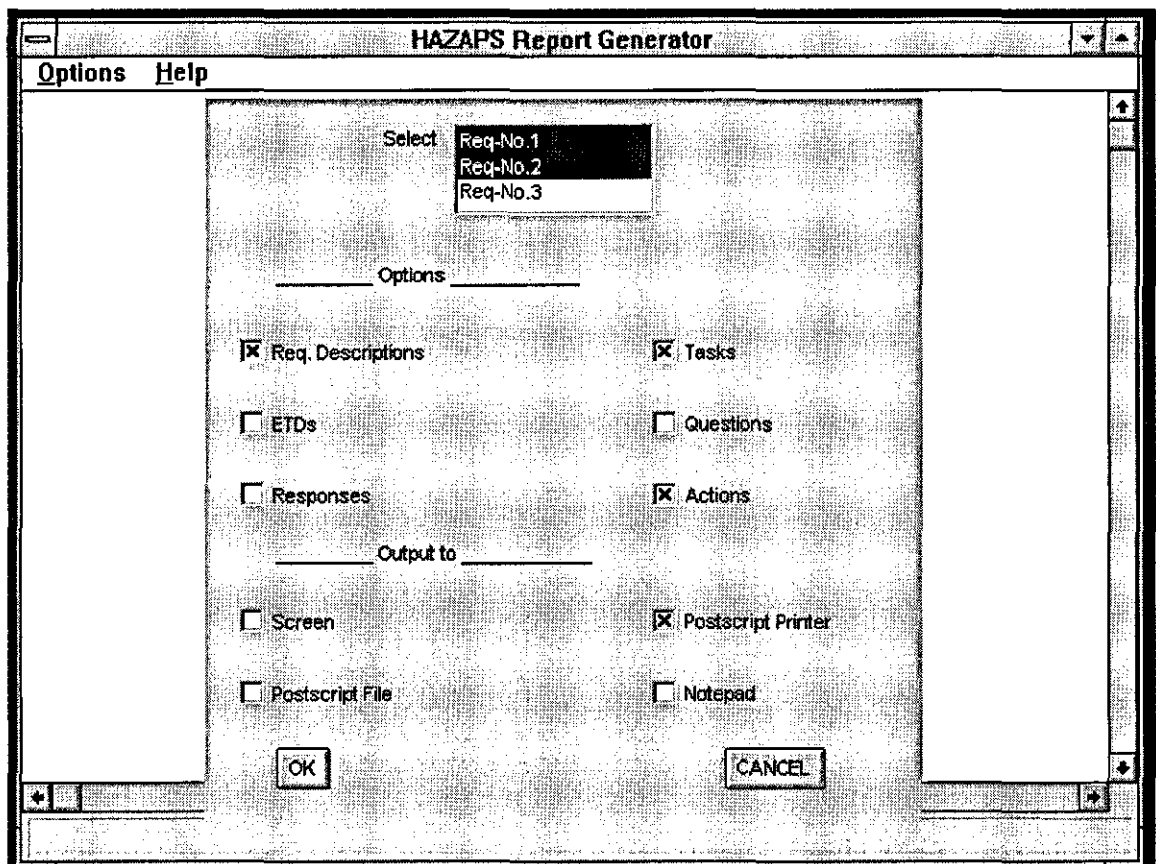 HAZAPS Report Generator
Options Help
Select
Req-No.1
Req-No.2
Req-No.3
Options
Req. Descriptions
Tasks
ETDs
Questions
Responses
Actions
Output to
Screen
Postscript Printer
Postscript File
Notepad
OK
CANCEL